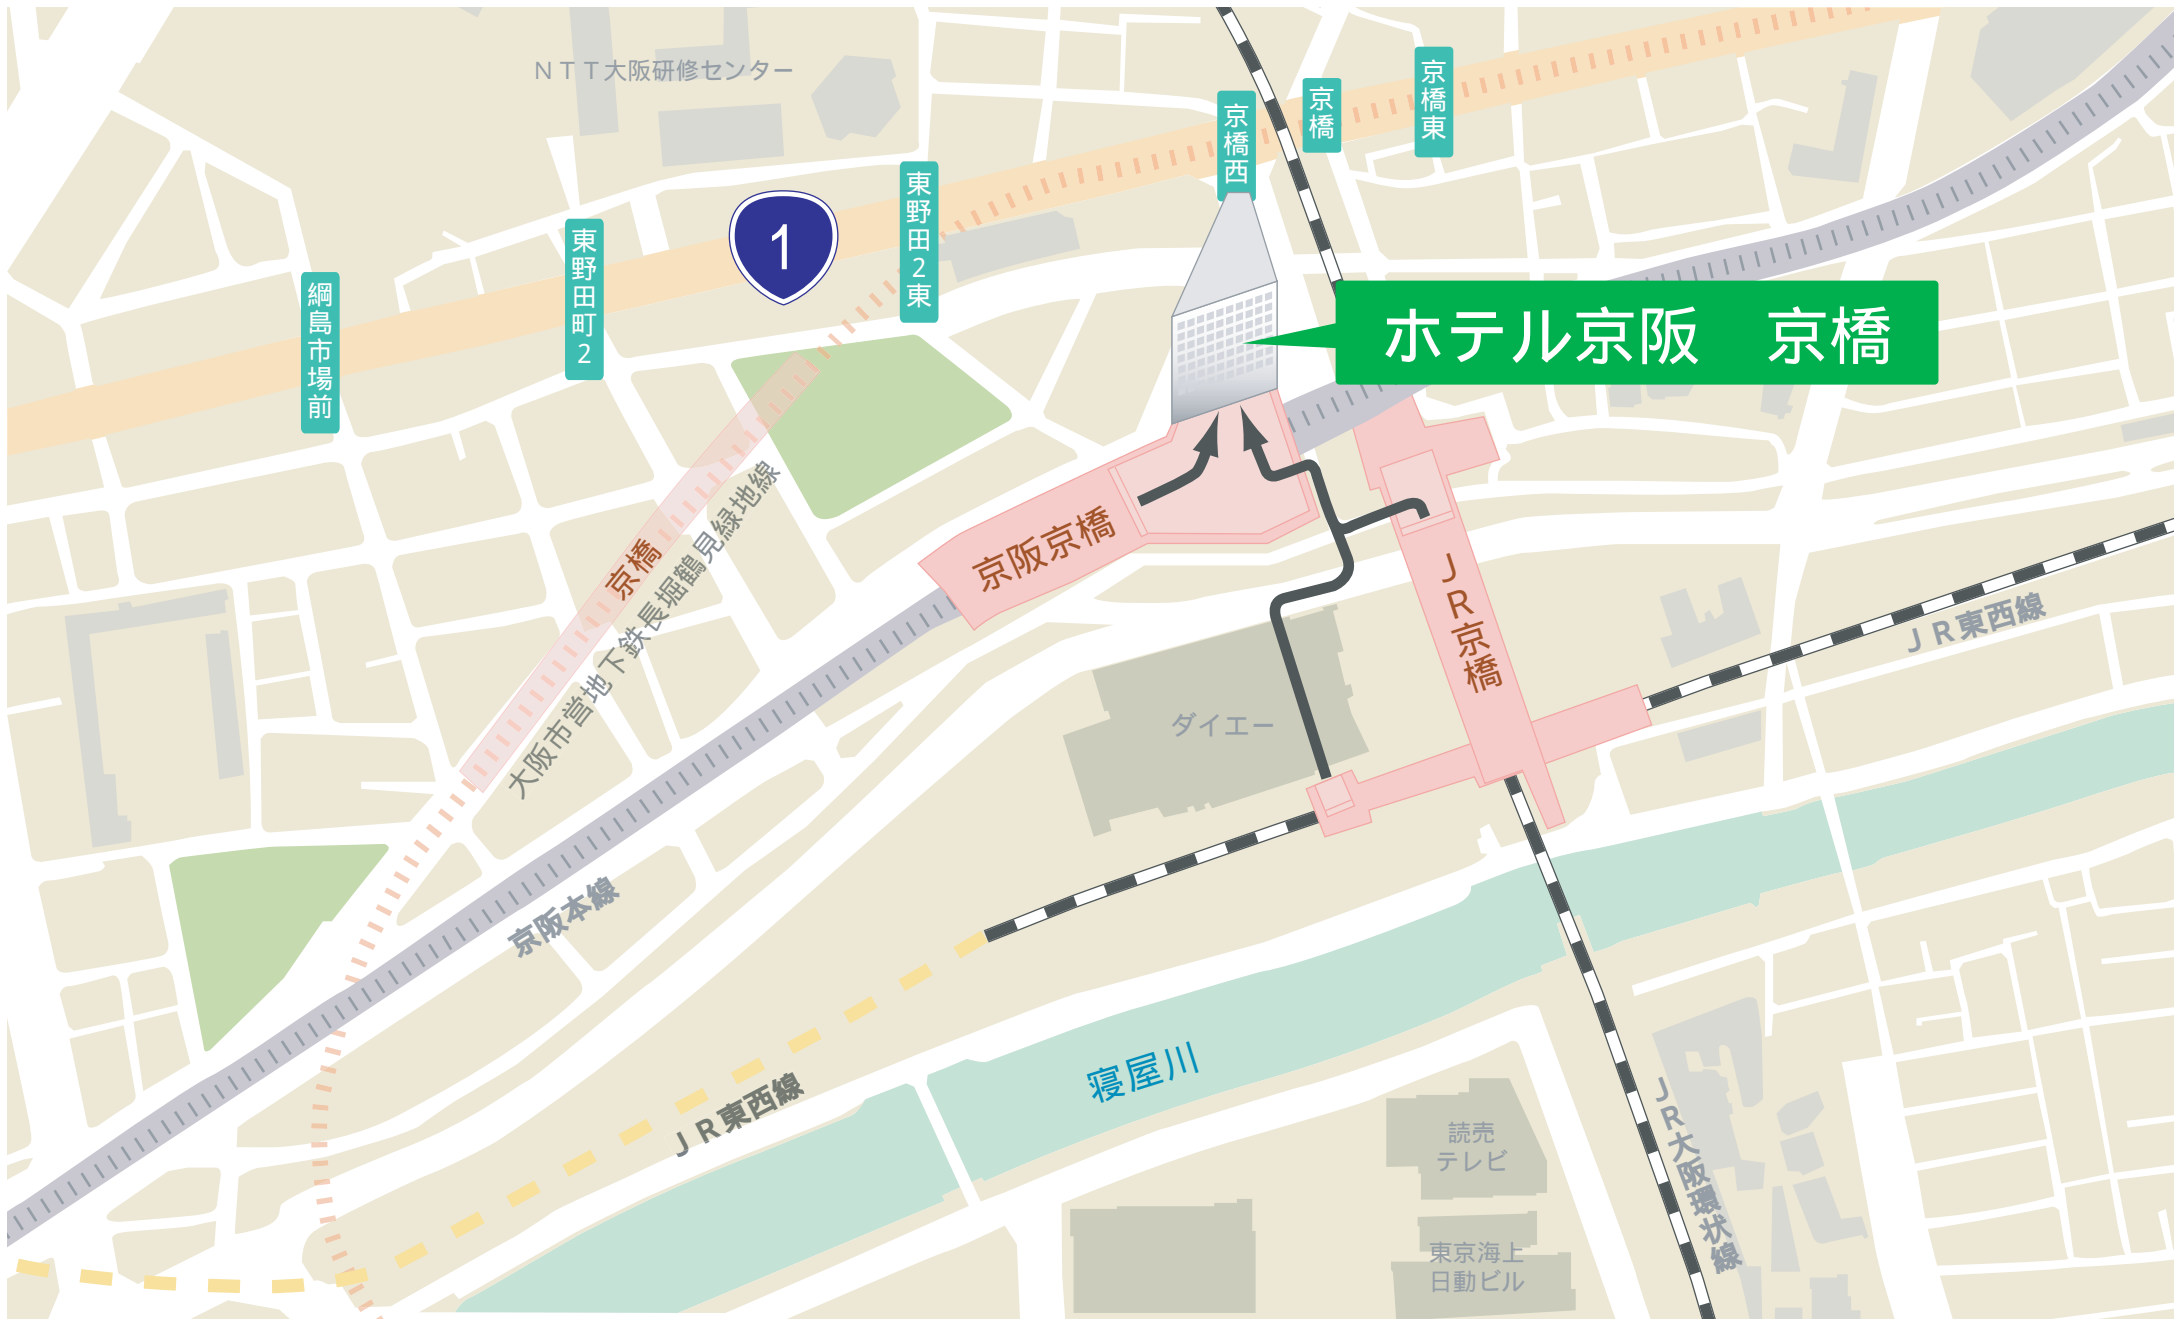 ＮＴＴ大阪研修センター
京橋東
京橋
京橋西
東野田2東
東野田町2
綱島市場前
1
ホテル京阪　京橋
京阪京橋
京橋
大阪市営地下鉄長堀鶴見緑地線
ＪＲ京橋
ＪＲ東西線
ダイエー
京阪本線
ＪＲ東西線
寝屋川
読売
テレビ
東京海上
日動ビル
ＪＲ大阪環状線